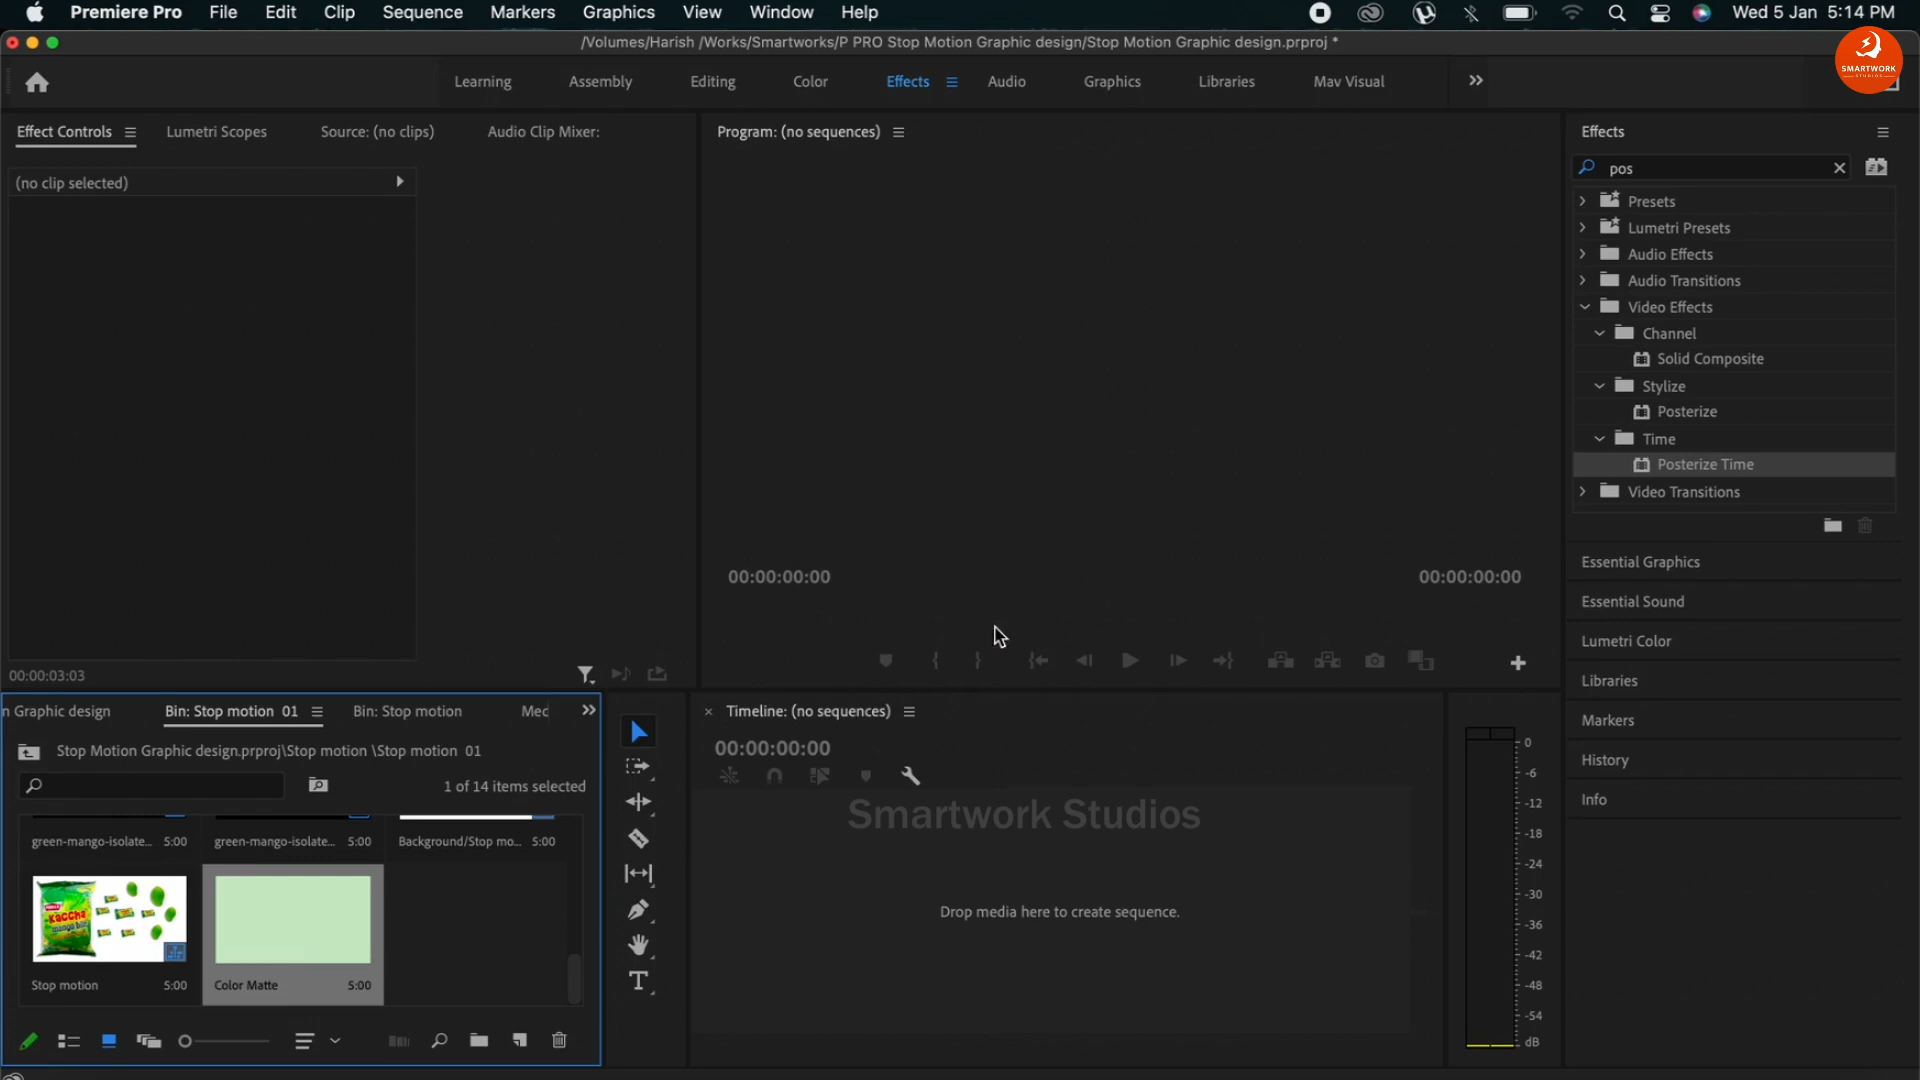 Premiere Pro File Edit Clip Sequence Markers Graphics View Window Help Wed 5 Jan 5:14 PM
/Volumes/Harish /Works/Smartworks/P PRO Stop Motion Graphic design/Stop Motion Graphic design.prproj *
SMARTWORK
STUDIOS
Learning Assembly Editing Color Effects Audio Graphics Libraries Mav Visual
Effect Controls Lumetri Scopes Source: (no clips) Audio Clip Mixer:
Program: (no sequences)
Effects
(no clip selected)
pos
Presets
Lumetri Presets
Audio Effects
Audio Transitions
Video Effects
Channel
Solid Composite
Stylize
Posterize
Time
Posterize Time
Video Transitions
00:00:00:00 00:00:00:00
00:00:03:03
Essential Graphics
Essential Sound
Lumetri Color
Libraries
Markers
History
Info
n Graphic design Bin: Stop motion 01 Bin: Stop motion Mec
Stop Motion Graphic design.prproj\Stop motion \Stop motion 01
1 of 14 items selected
green-mango-isolate... 5:00 green-mango-isolate... 5:00 Background/Stop mo... 5:00
Kaccha
mango bite
Stop motion 5:00 Color Matte 5:00
T
Timeline: (no sequences)
00:00:00:00
Smartwork Studios
Drop media here to create sequence.
0
-6
-12
-18
-24
-30
-36
-42
-48
-54
dB